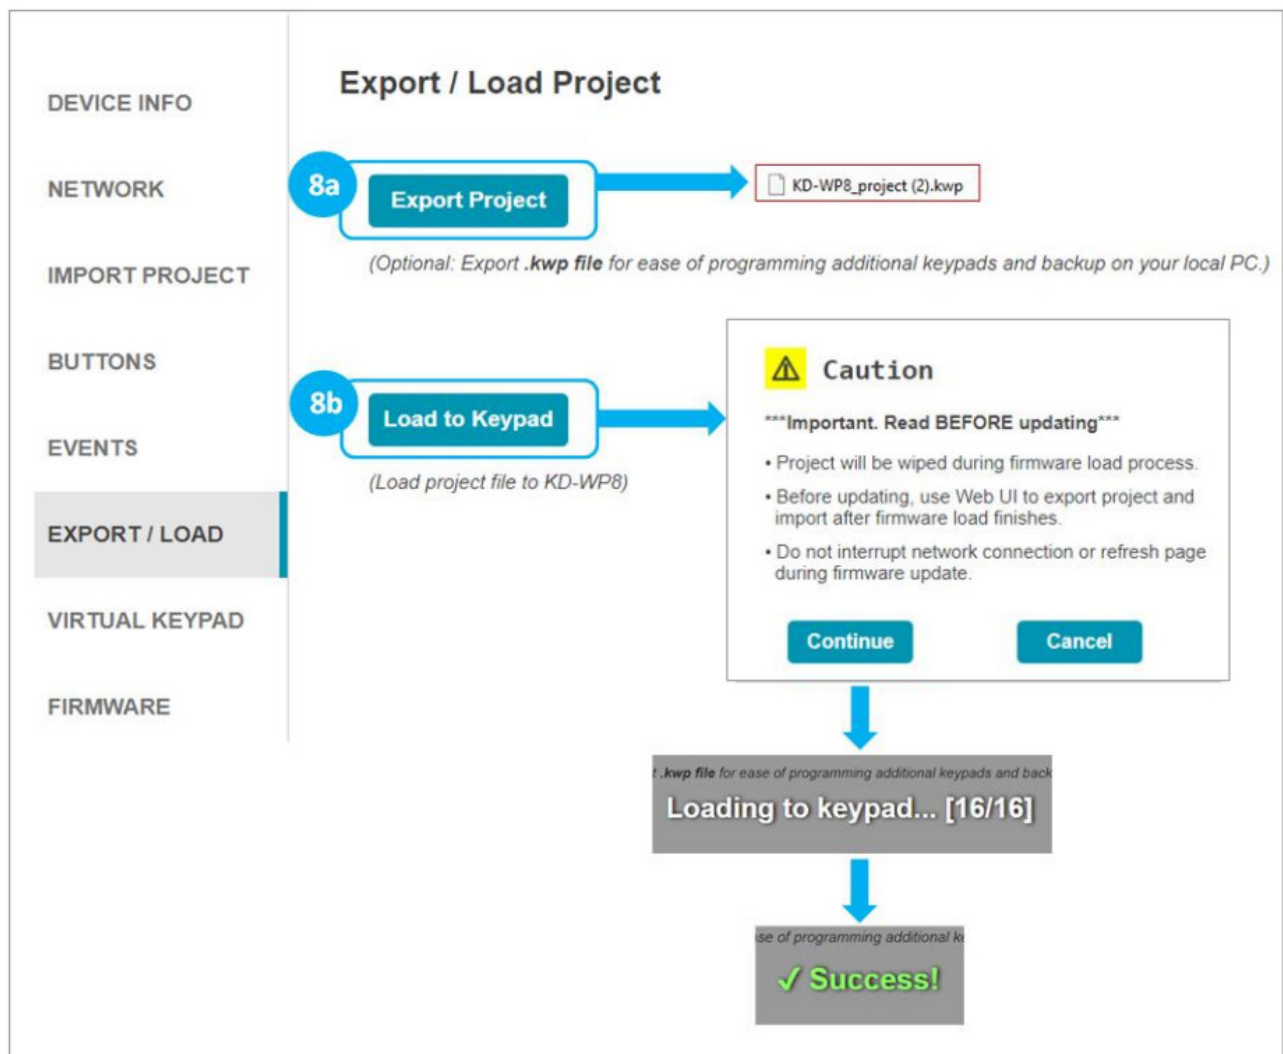 DEVICE INFO
NETWORK
IMPORT PROJECT
BUTTONS
EVENTS
EXPORT / LOAD
VIRTUAL KEYPAD
FIRMWARE
Export / Load Project
8a
Export Project
KD-WP8_project (2).kwp
(Optional: Export .kwp file for ease of programming additional keypads and backup on your local PC.)
8b
Load to Keypad
(Load project file to KD-WP8)
Caution
***Important. Read BEFORE updating***
• Project will be wiped during firmware load process.
• Before updating, use Web UI to export project and
import after firmware load finishes.
• Do not interrupt network connection or refresh page
during firmware update.
Continue
Cancel
t .kwp file for ease of programming additional keypads and back
Loading to keypad... [16/16]
se of programming additional ke
✓ Success!